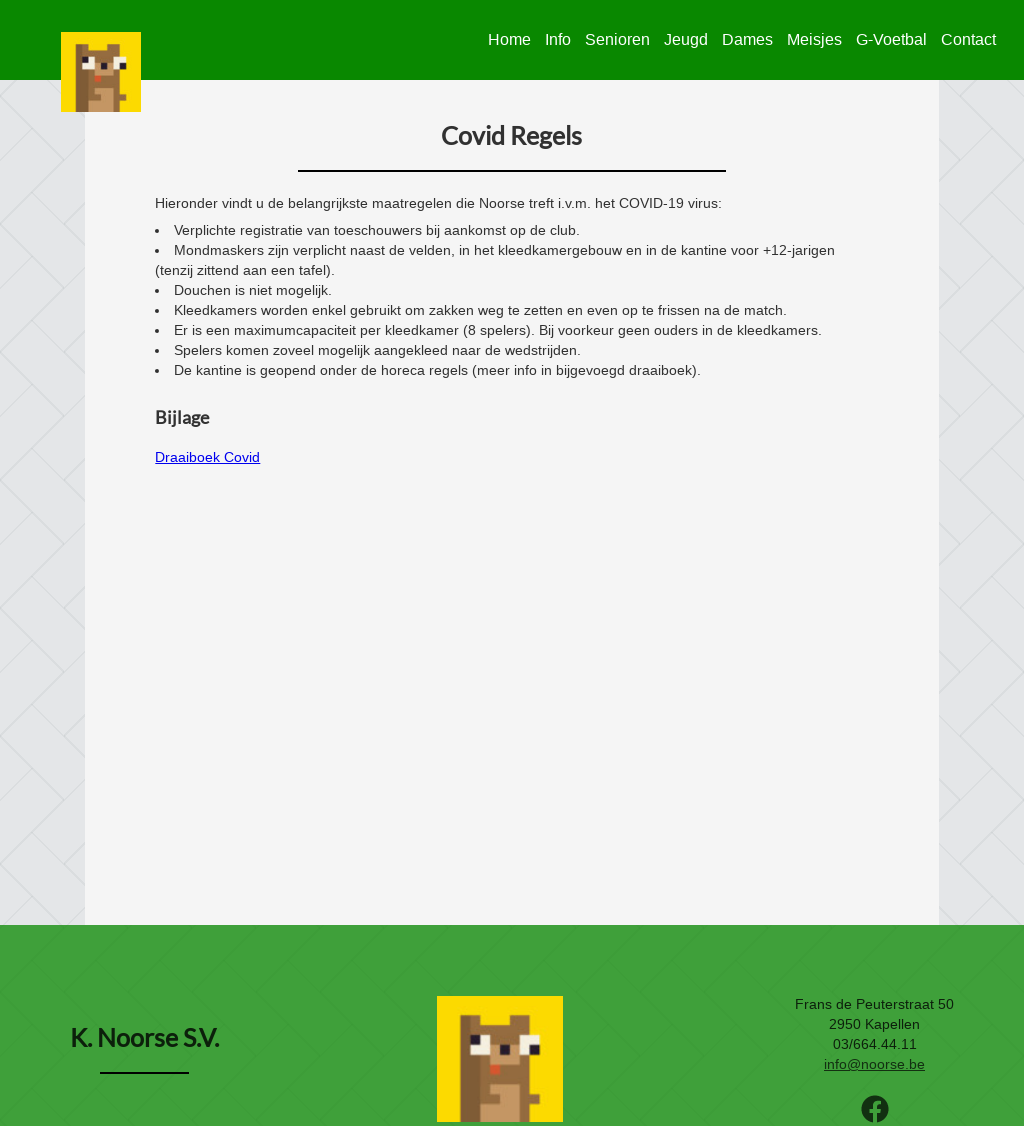 Home Info Senioren Jeugd Dames Meisjes G-Voetbal Contact
Covid Regels
Hieronder vindt u de belangrijkste maatregelen die Noorse treft i.v.m. het COVID-19 virus:
• Verplichte registratie van toeschouwers bij aankomst op de club.
• Mondmaskers zijn verplicht naast de velden, in het kleedkamergebouw en in de kantine voor +12-jarigen
(tenzij zittend aan een tafel).
• Douchen is niet mogelijk.
• Kleedkamers worden enkel gebruikt om zakken weg te zetten en even op te frissen na de match.
• Er is een maximumcapaciteit per kleedkamer (8 spelers). Bij voorkeur geen ouders in de kleedkamers.
• Spelers komen zoveel mogelijk aangekleed naar de wedstrijden.
• De kantine is geopend onder de horeca regels (meer info in bijgevoegd draaiboek).
Bijlage
Draaiboek Covid
K. Noorse S.V.
Frans de Peuterstraat 50
2950 Kapellen
03/664.44.11
info@noorse.be